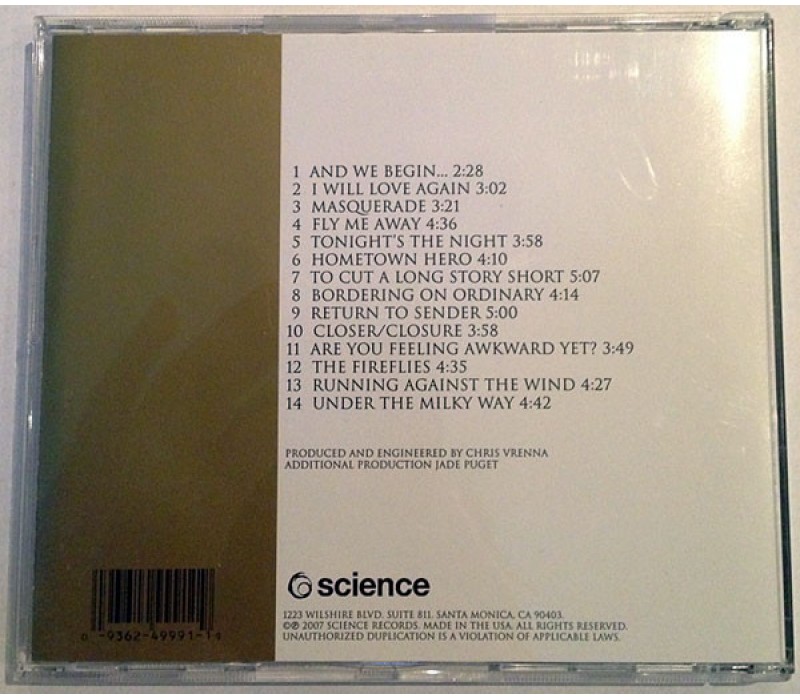 1 AND WE BEGIN... 2:28
2 I WILL LOVE AGAIN 3:02
3 MASQUERADE 3:21
4 FLY ME AWAY 4:36
5 TONIGHT'S THE NIGHT 3:58
6 HOMETOWN HERO 4:10
7 TO CUT A LONG STORY SHORT 5:07
8 BORDERING ON ORDINARY 4:14
9 RETURN TO SENDER 5:00
10 CLOSER/CLOSURE 3:58
11 ARE YOU FEELING AWKWARD YET? 3:49
12 THE FIREFLIES 4:35
13 RUNNING AGAINST THE WIND 4:27
14 UNDER THE MILKY WAY 4:42
PRODUCED AND ENGINEERED BY CHRIS VRENNA
ADDITIONAL PRODUCTION JADE PUGET
science
1223 WILSHIRE BLVD. SUITE 811. SANTA MONICA, CA 90403.
©℗ 2007 SCIENCE RECORDS. MADE IN THE USA. ALL RIGHTS RESERVED.
UNAUTHORIZED DUPLICATION IS A VIOLATION OF APPLICABLE LAWS.
0 -9362-49991-1